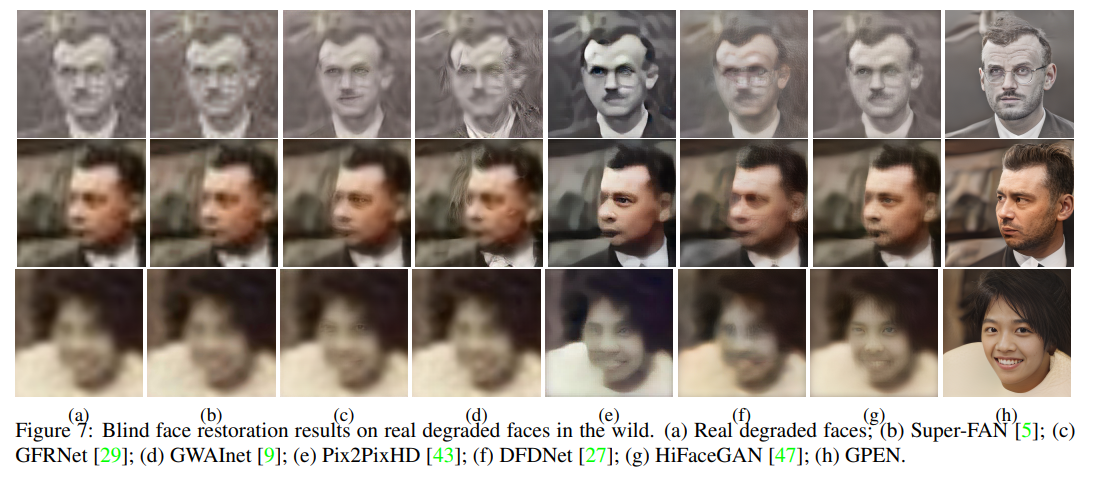 (a) (b) (c) (d) (e) (f) (g) (h)
Figure 7: Blind face restoration results on real degraded faces in the wild. (a) Real degraded faces; (b) Super-FAN [5]; (c)
GFRNet [29]; (d) GWAInet [9]; (e) Pix2PixHD [43]; (f) DFDNet [27]; (g) HiFaceGAN [47]; (h) GPEN.